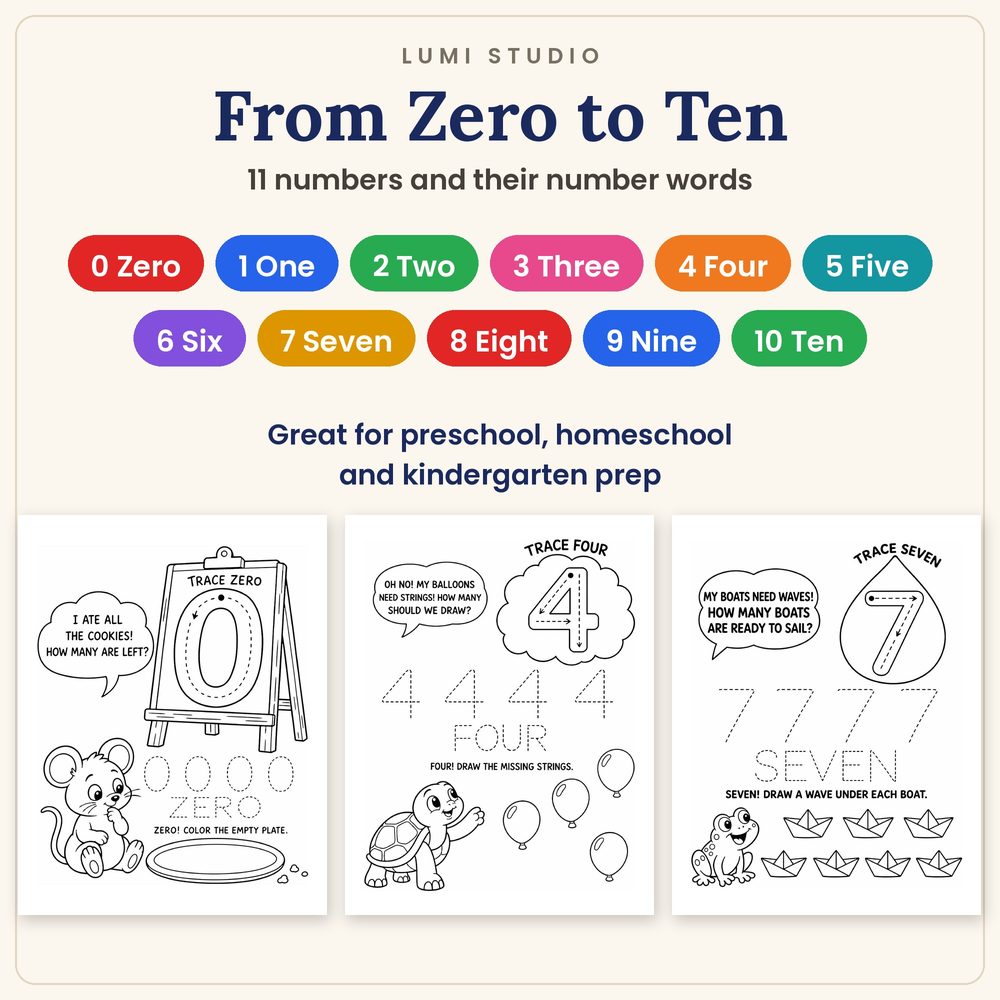 LUMI STUDIO
From Zero to Ten
11 numbers and their number words
0 Zero
1 One
2 Two
3 Three
4 Four
5 Five
6 Six
7 Seven
8 Eight
9 Nine
10 Ten
Great for preschool, homeschool
and kindergarten prep
TRACE ZERO
0
I ATE ALL
THE COOKIES!
HOW MANY ARE LEFT?
0 0 0 0
ZERO
ZERO! COLOR THE EMPTY PLATE.
TRACE FOUR
4
OH NO! MY BALLOONS
NEED STRINGS! HOW MANY
SHOULD WE DRAW?
4 4 4 4
FOUR
FOUR! DRAW THE MISSING STRINGS.
TRACE SEVEN
7
MY BOATS NEED WAVES!
HOW MANY BOATS
ARE READY TO SAIL?
7 7 7 7
SEVEN
SEVEN! DRAW A WAVE UNDER EACH BOAT.